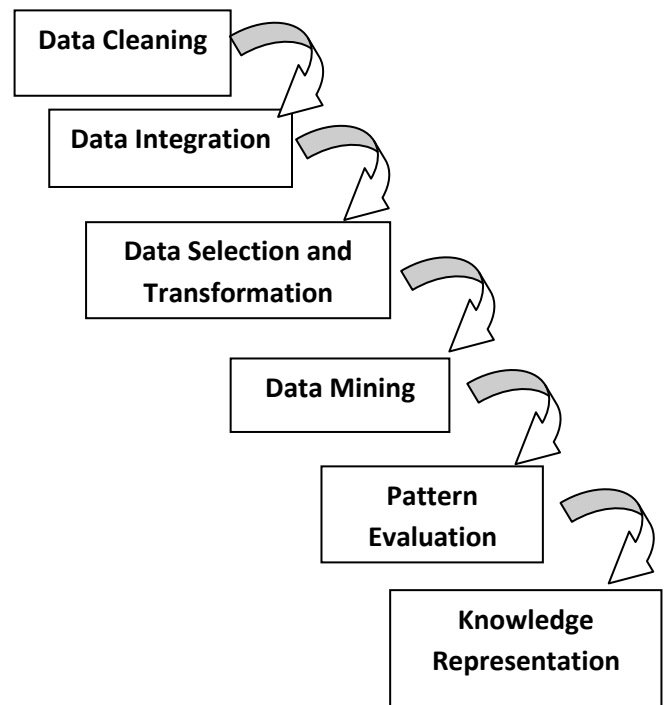 Data Cleaning
Data Integration
Data Selection and
Transformation
Data Mining
Pattern
Evaluation
Knowledge
Representation